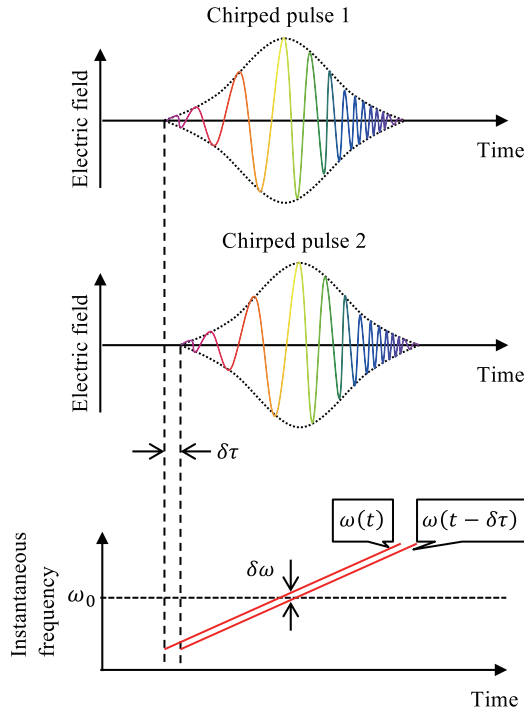 Chirped pulse 1
Electric field
Time
Chirped pulse 2
Electric field
Time
δτ
ω(t)
ω(t − δτ)
δω
ω₀
Instantaneous
frequency
Time